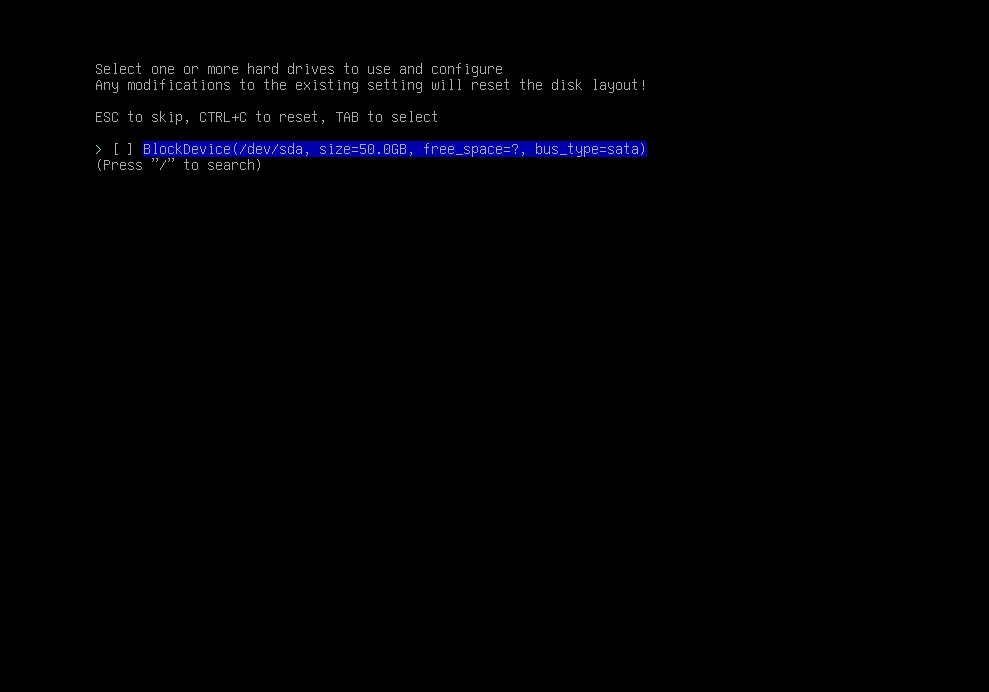 Select one or more hard drives to use and configure
Any modifications to the existing setting will reset the disk layout!
ESC to skip, CTRL+C to reset, TAB to select
> [ ] BlockDevice(/dev/sda, size=50.0GB, free_space=?, bus_type=sata)
(Press "/" to search)